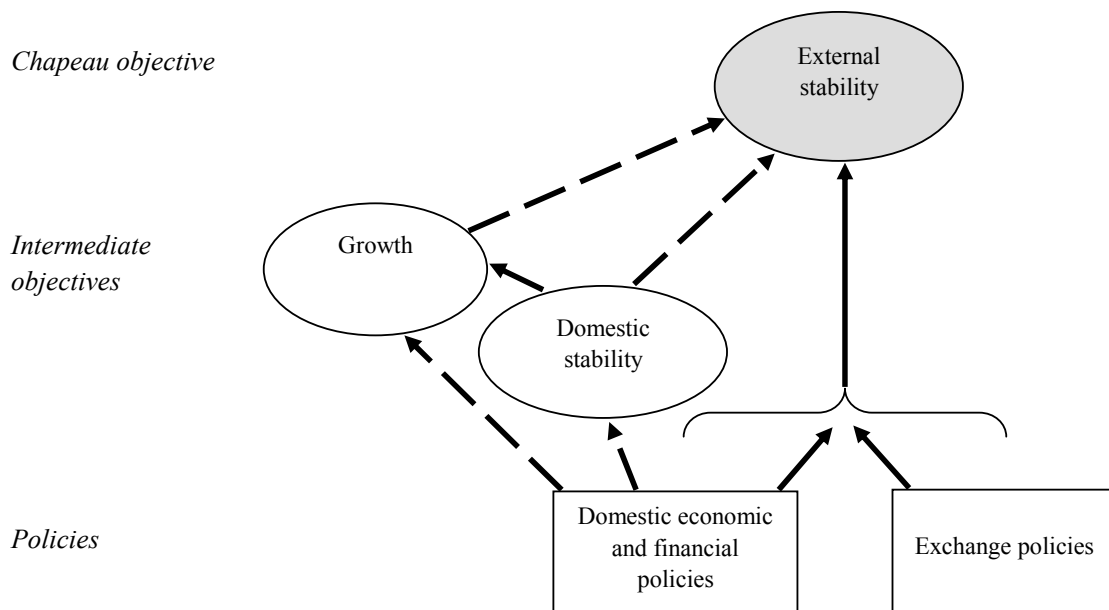 Chapeau objective
External
stability
Intermediate
objectives
Growth
Domestic
stability
Policies
Domestic economic
and financial
policies
Exchange policies